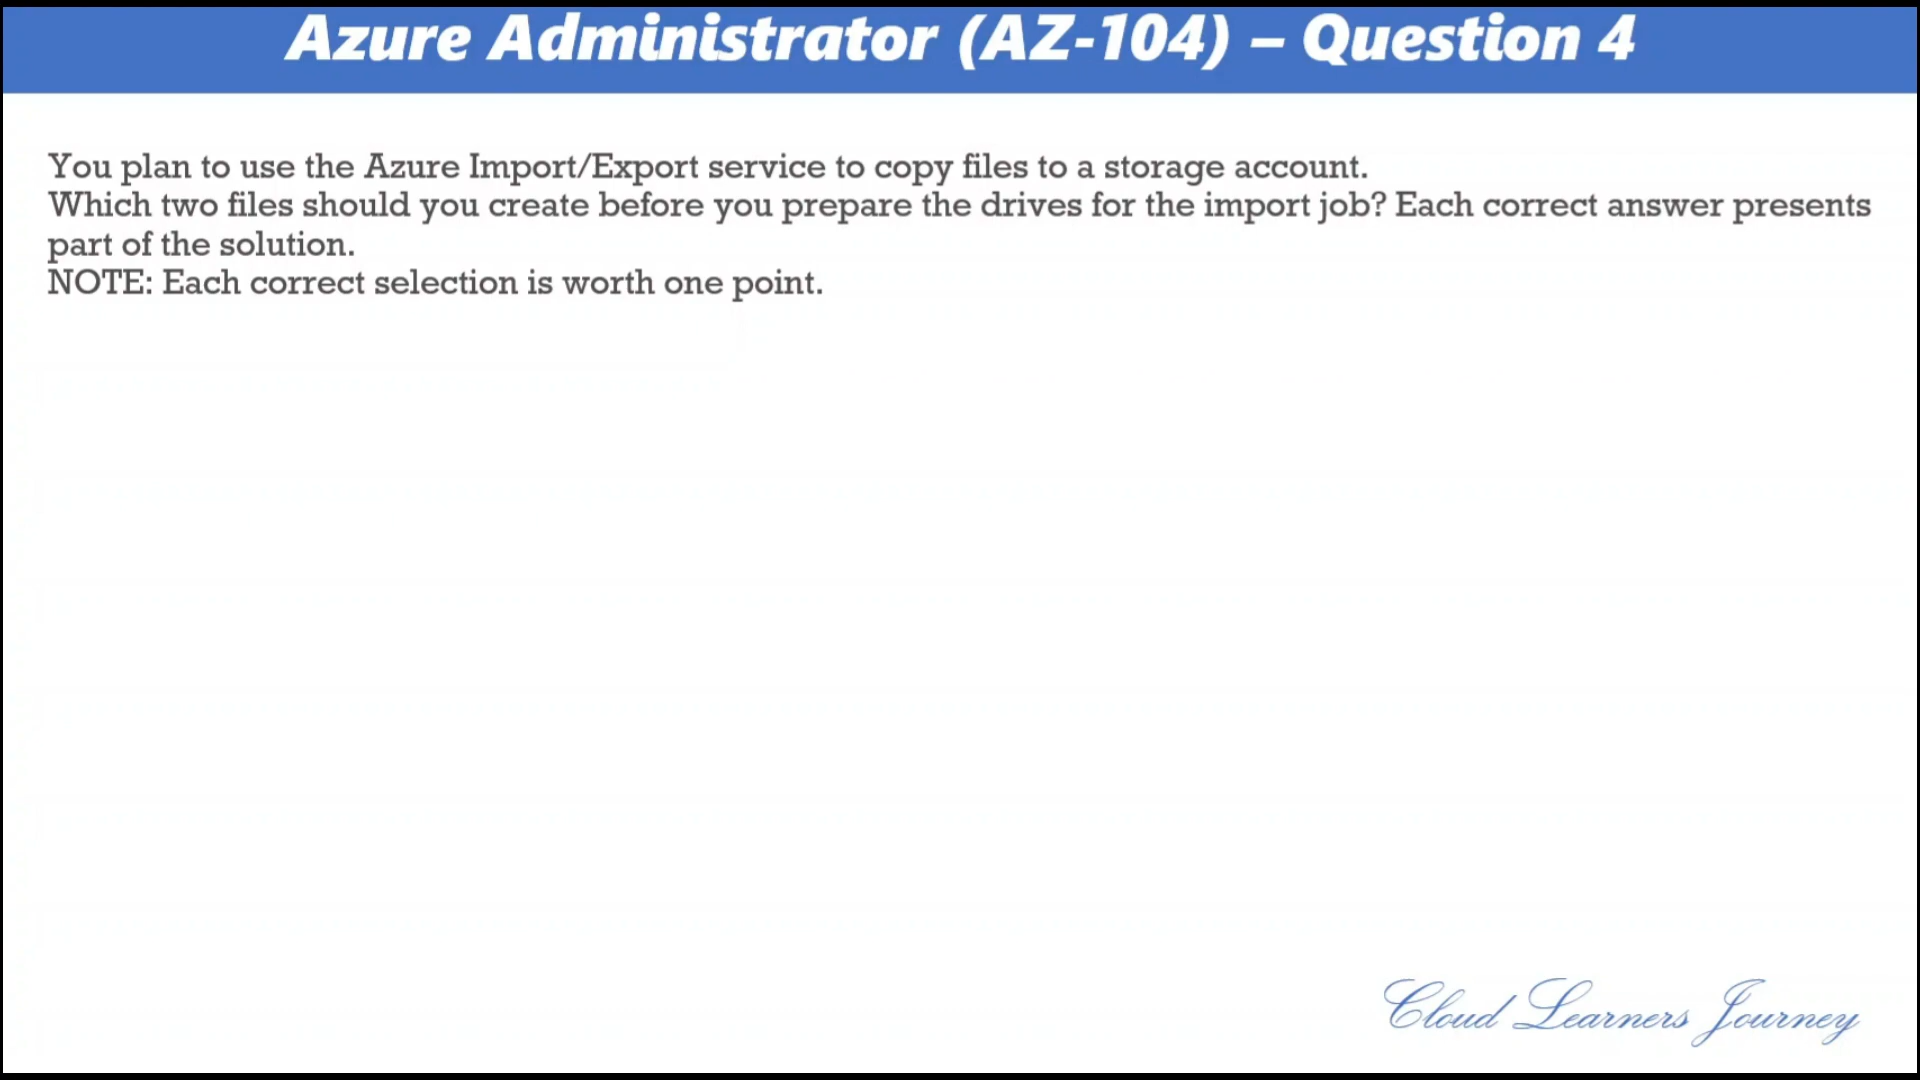 Azure Administrator (AZ-104) – Question 4
You plan to use the Azure Import/Export service to copy files to a storage account.
Which two files should you create before you prepare the drives for the import job? Each correct answer presents
part of the solution.
NOTE: Each correct selection is worth one point.
Cloud Learners Journey